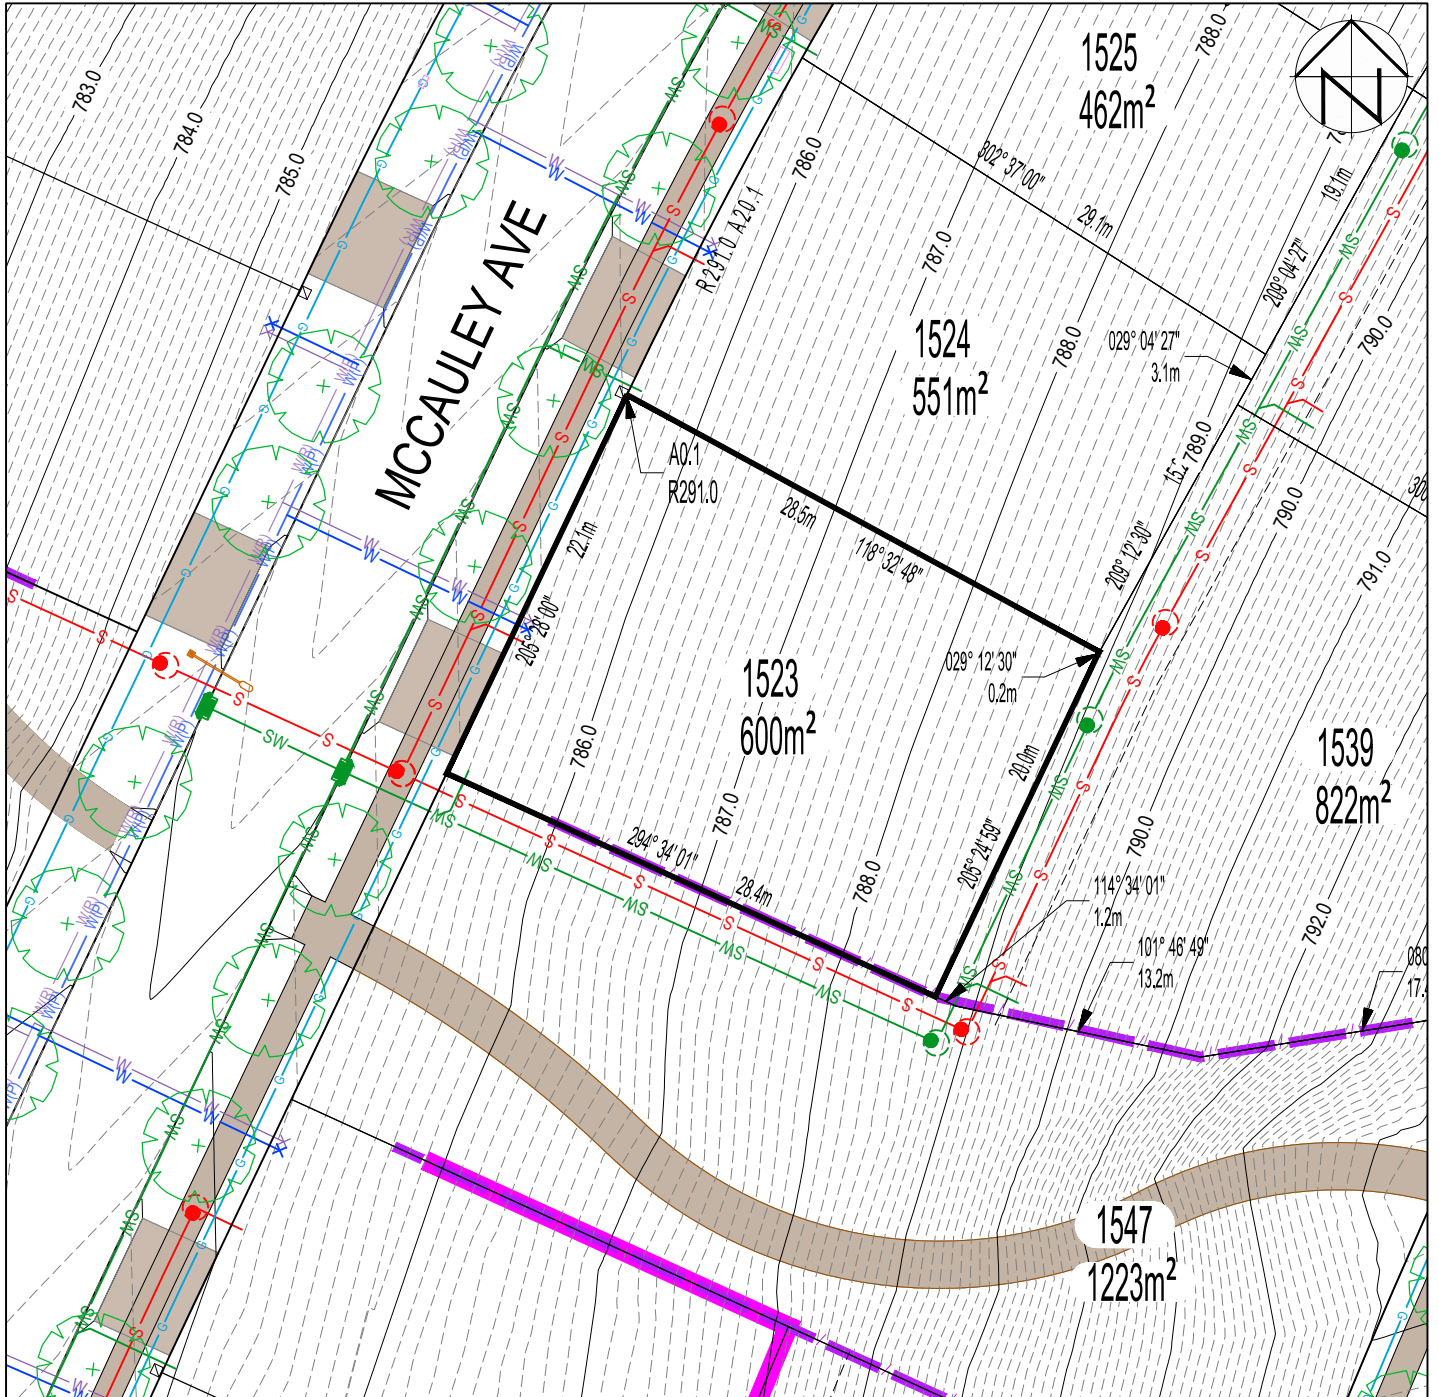 783.0
784.0
785.0
788.0
1525
462m²
N
786.0
302° 37' 00"
29.1m
19.1m
209° 04' 27"
R291.0 A20.1
787.0
MCCAULEY AVE
1524
551m²
788.0
029° 04' 27"
3.1m
790.0
789.0
A0.1
R291.0
28.5m
118° 32' 48"
22.1m
205° 28' 00"
209° 12' 30"
790.0
791.0
029° 12' 30"
0.2m
1523
600m²
786.0
787.0
788.0
20.0m
205° 24' 59"
294° 34' 01"
28.4m
1539
822m²
790.0
114° 34' 01"
1.2m
101° 46' 49"
13.2m
792.0
1547
1223m²
S
SW
W
W(P)
W(R)
G